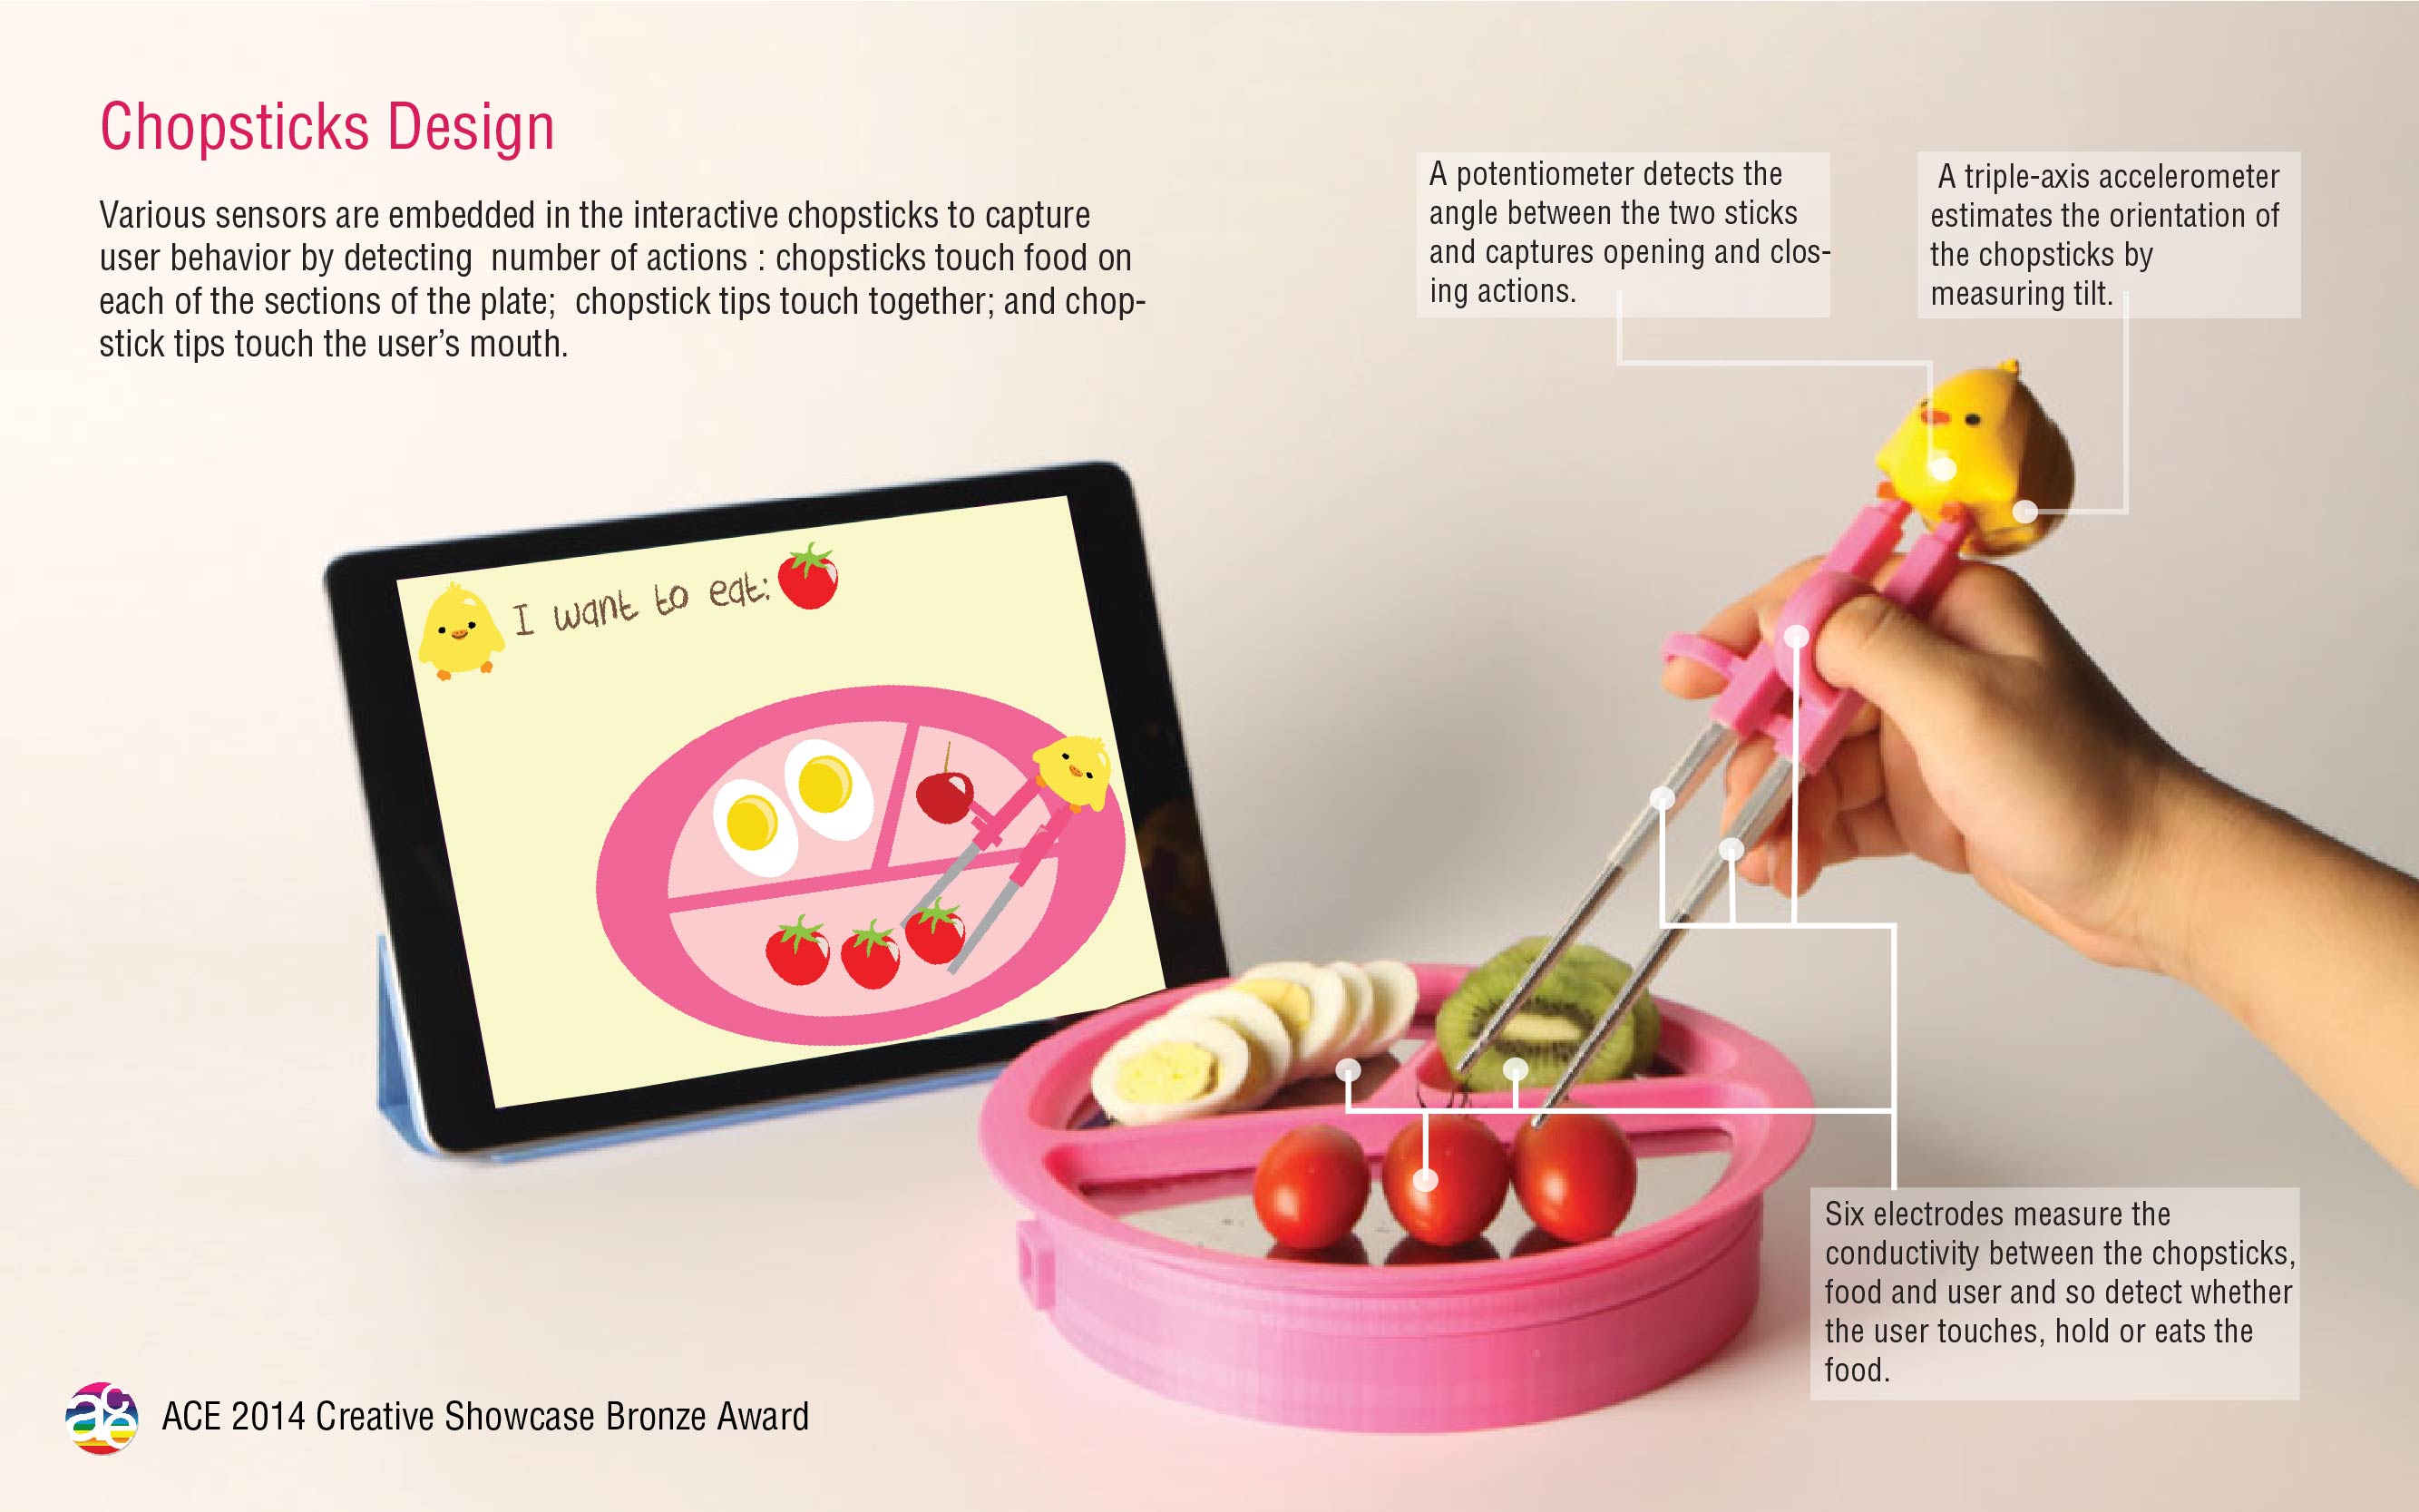 Chopsticks Design
Various sensors are embedded in the interactive chopsticks to capture
user behavior by detecting  number of actions : chopsticks touch food on
each of the sections of the plate;  chopstick tips touch together; and chop-
stick tips touch the user’s mouth.
A potentiometer detects the
angle between the two sticks
and captures opening and clos-
ing actions.
A triple-axis accelerometer
estimates the orientation of
the chopsticks by
measuring tilt.
I want to eat:
Six electrodes measure the
conductivity between the chopsticks,
food and user and so detect whether
the user touches, hold or eats the
food.
ace
ACE 2014 Creative Showcase Bronze Award